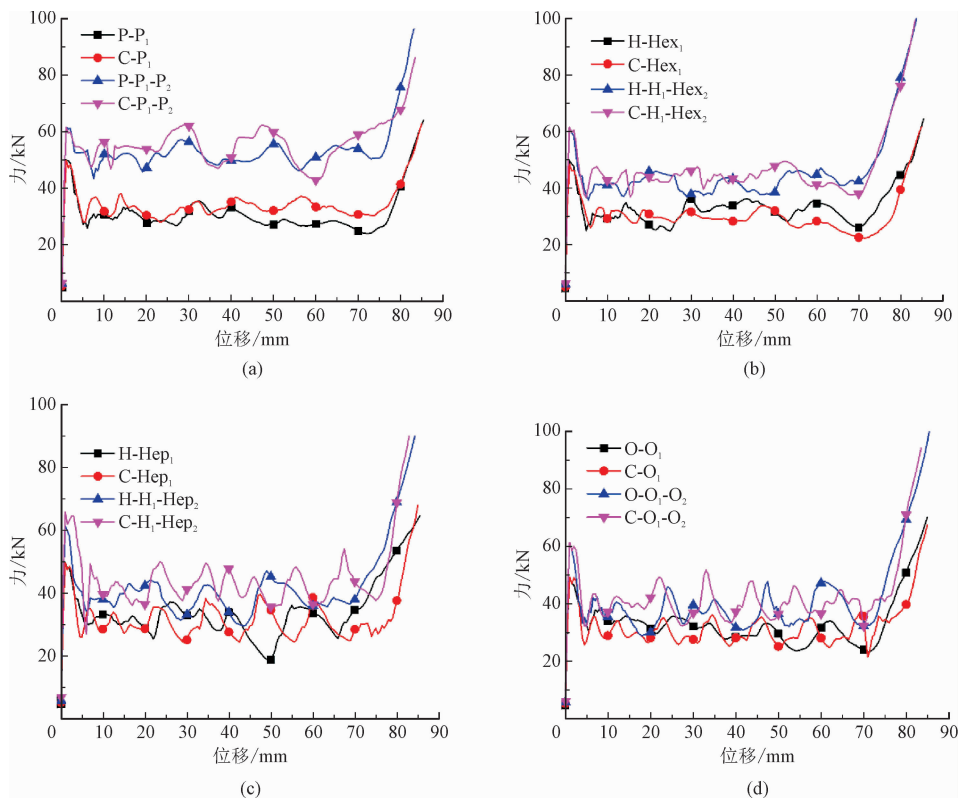 100
80
60
40
20
0
力/kN
P-P₁
C-P₁
P-P₁-P₂
C-P₁-P₂
10 20 30 40 50 60 70 80 90
位移/mm
(a)
100
80
60
40
20
0
力/kN
H-Hex₁
C-Hex₁
H-H₁-Hex₂
C-H₁-Hex₂
10 20 30 40 50 60 70 80 90
位移/mm
(b)
100
80
60
40
20
0
力/kN
H-Hep₁
C-Hep₁
H-H₁-Hep₂
C-H₁-Hep₂
10 20 30 40 50 60 70 80 90
位移/mm
(c)
100
80
60
40
20
0
力/kN
O-O₁
C-O₁
O-O₁-O₂
C-O₁-O₂
10 20 30 40 50 60 70 80 90
位移/mm
(d)